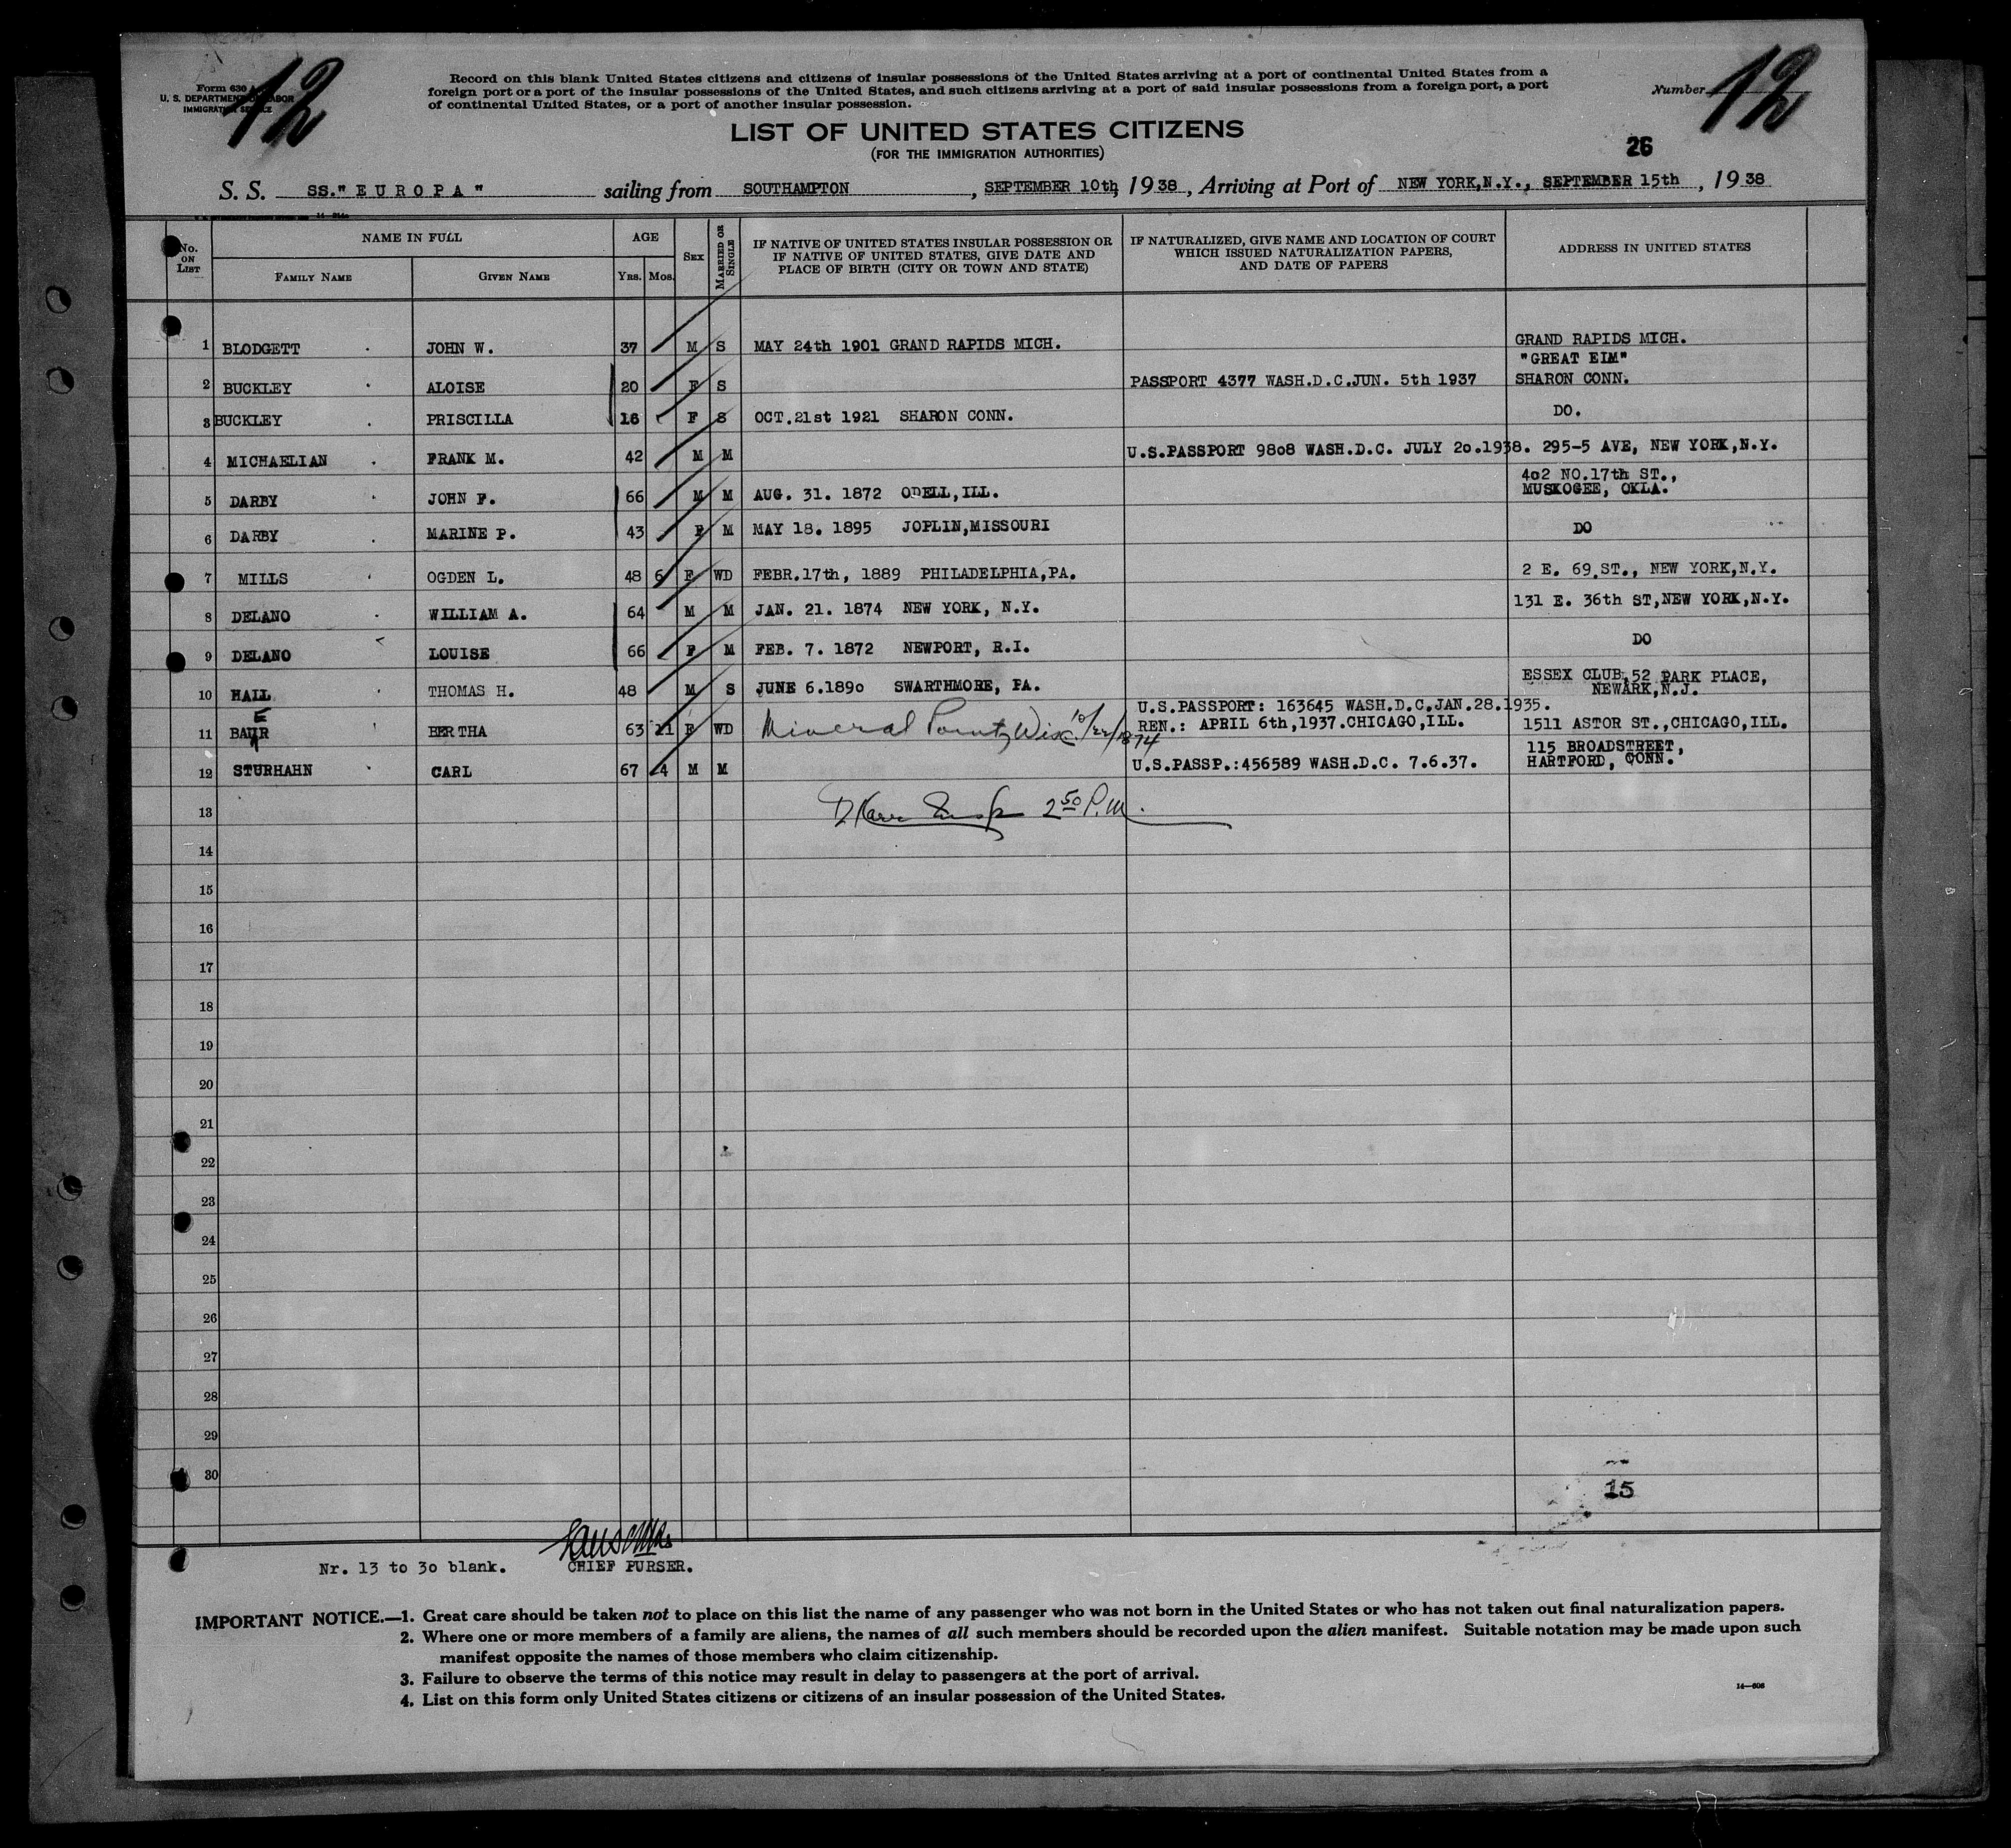 12
12
Form 630 A
U. S. DEPARTMENT OF LABOR
IMMIGRATION SERVICE
Record on this blank United States citizens and citizens of insular possessions of the United States arriving at a port of continental United States from a
foreign port or a port of the insular possessions of the United States, and such citizens arriving at a port of said insular possessions from a foreign port, a port
of continental United States, or a port of another insular possession.
Number
LIST OF UNITED STATES CITIZENS
(FOR THE IMMIGRATION AUTHORITIES)
26
S. S. SS." E U R O P A " sailing from SOUTHAMPTON, SEPTEMBER 10th, 1938, Arriving at Port of NEW YORK,N.Y., SEPTEMBER 15th, 1938
No. ON LIST
NAME IN FULL
FAMILY NAME
GIVEN NAME
AGE
YRS. MOS.
SEX
MARRIED OR SINGLE
IF NATIVE OF UNITED STATES INSULAR POSSESSION OR
IF NATIVE OF UNITED STATES, GIVE DATE AND
PLACE OF BIRTH (CITY OR TOWN AND STATE)
IF NATURALIZED, GIVE NAME AND LOCATION OF COURT
WHICH ISSUED NATURALIZATION PAPERS,
AND DATE OF PAPERS
ADDRESS IN UNITED STATES
1 BLODGETT JOHN W. 37 M S MAY 24th 1901 GRAND RAPIDS MICH. GRAND RAPIDS MICH.
"GREAT EIM"
2 BUCKLEY ALOISE 20 F S PASSPORT 4377 WASH.D.C.JUN. 5th 1937 SHARON CONN.
3 BUCKLEY PRISCILLA 16 F S OCT.21st 1921 SHARON CONN. DO.
4 MICHAELIAN FRANK M. 42 M M U.S.PASSPORT 9808 WASH.D.C. JULY 20.1938. 295-5 AVE, NEW YORK,N.Y.
402 NO.17th ST.,
5 DARBY JOHN F. 66 M M AUG. 31. 1872 ODELL,ILL. MUSKOGEE, OKLA.
6 DARBY MARINE P. 43 F M MAY 18. 1895 JOPLIN,MISSOURI DO
7 MILLS OGDEN L. 48 6 F WD FEBR.17th, 1889 PHILADELPHIA,PA. 2 E. 69.ST., NEW YORK,N.Y.
8 DELANO WILLIAM A. 64 M M JAN. 21. 1874 NEW YORK, N.Y. 131 E. 36th ST,NEW YORK,N.Y.
9 DELANO LOUISE 66 F M FEB. 7. 1872 NEWPORT, R.I. DO
ESSEX CLUB,52 PARK PLACE,
10 HALL THOMAS H. 48 M S JUNE 6.1890 SWARTHMORE, PA. NEWARK,N.J.
E
U.S.PASSPORT: 163645 WASH.D.C.JAN.28.1935.
11 BAUR BERTHA 63 11 F WD Mineral Point, Wisc. 10/22/1874 REN.: APRIL 6th,1937.CHICAGO,ILL. 1511 ASTOR ST.,CHICAGO,ILL.
115 BROADSTREET,
12 STURHAHN CARL 67 4 M M U.S.PASSP.:456589 WASH.D.C. 7.6.37. HARTFORD, CONN.
2 50 P.M.
13
14
15
16
17
18
19
20
21
22
23
24
25
26
27
28
29
30
15
Nr. 13 to 30 blank. CHIEF PURSER.
IMPORTANT NOTICE.—1. Great care should be taken not to place on this list the name of any passenger who was not born in the United States or who has not taken out final naturalization papers.
2. Where one or more members of a family are aliens, the names of all such members should be recorded upon the alien manifest. Suitable notation may be made upon such
manifest opposite the names of those members who claim citizenship.
3. Failure to observe the terms of this notice may result in delay to passengers at the port of arrival.
4. List on this form only United States citizens or citizens of an insular possession of the United States.
14—608